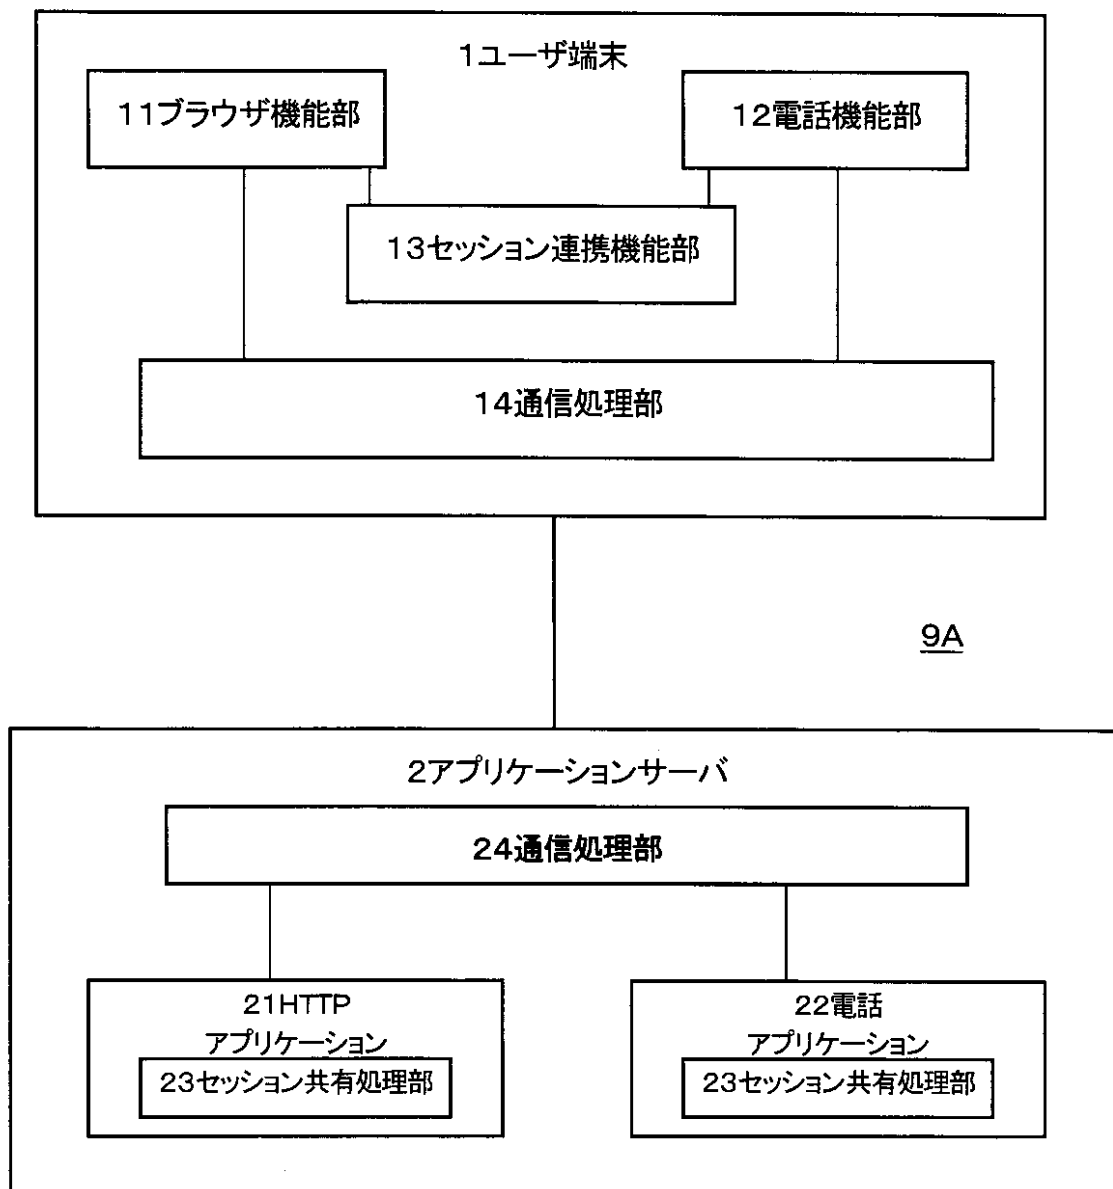 1ユーザ端末
11ブラウザ機能部
12電話機能部
13セッション連携機能部
14通信処理部
9A
2アプリケーションサーバ
24通信処理部
21HTTP
アプリケーション
23セッション共有処理部
22電話
アプリケーション
23セッション共有処理部